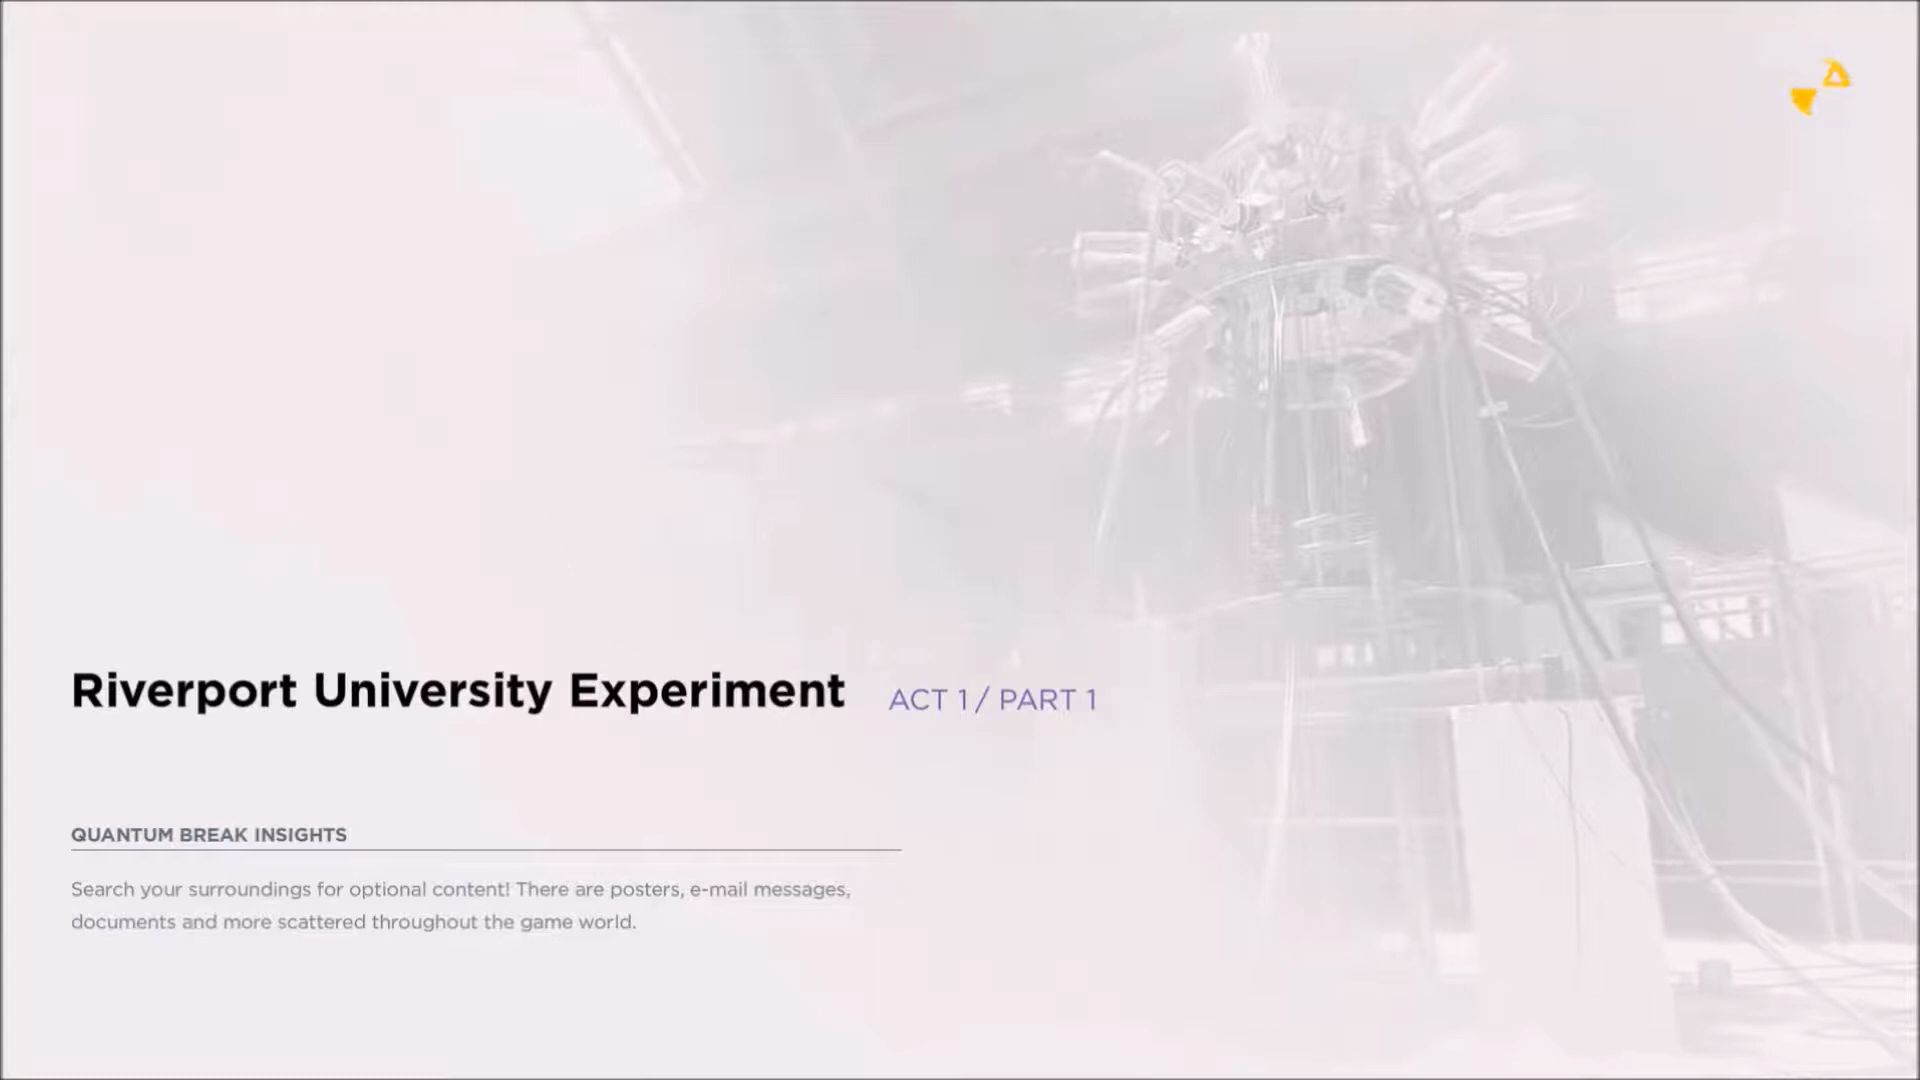 Riverport University Experiment ACT 1 / PART 1
QUANTUM BREAK INSIGHTS
Search your surroundings for optional content! There are posters, e-mail messages,
documents and more scattered throughout the game world.